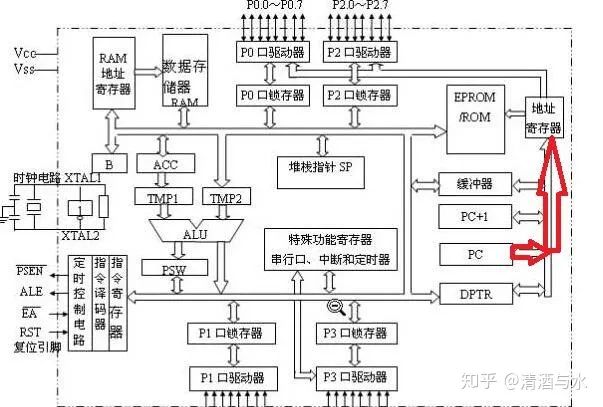 P0.0～P0.7
P2.0～P2.7
Vcc
Vss
RAM
地址
寄存器
数据存
储器
RAM
P0 口驱动器
P2 口驱动器
P0 口锁存器
P2 口锁存器
EPROM
/ROM
地址
寄存器
B
ACC
堆栈指针 SP
缓冲器
时钟电路
XTAL1
1
XTAL2
TMP1
TMP2
PC+1
ALU
特殊功能寄存器
串行口、中断和定时器
PC
PSW
DPTR
PSEN
ALE
EA
RST
复位引脚
定时控制电路
指令译码器
指令寄存器
P1 口锁存器
P3 口锁存器
P1 口驱动器
P3 口驱动器
知乎 @清酒与水